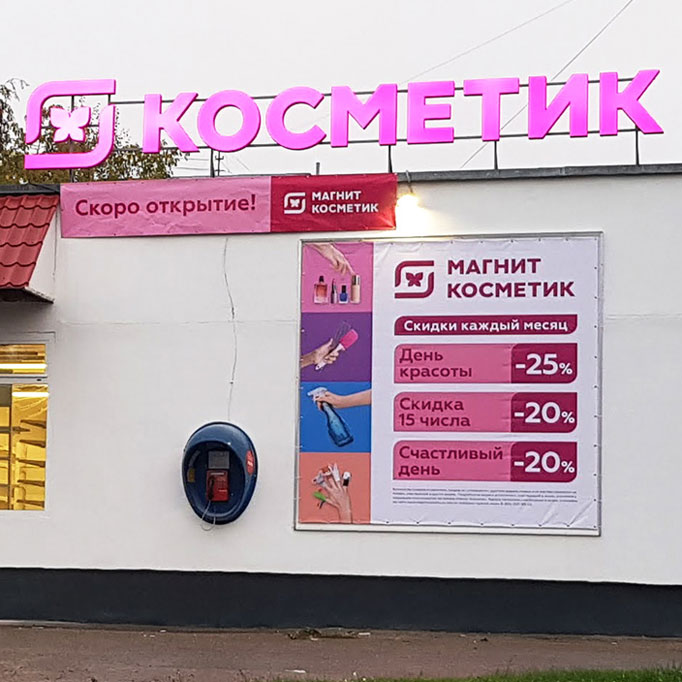 КОСМЕТИК
Скоро открытие!
МАГНИТ
КОСМЕТИК
МАГНИТ
КОСМЕТИК
Скидки каждый месяц
День
красоты
-25%
Скидка
15 числа
-20%
Счастливый
день
-20%